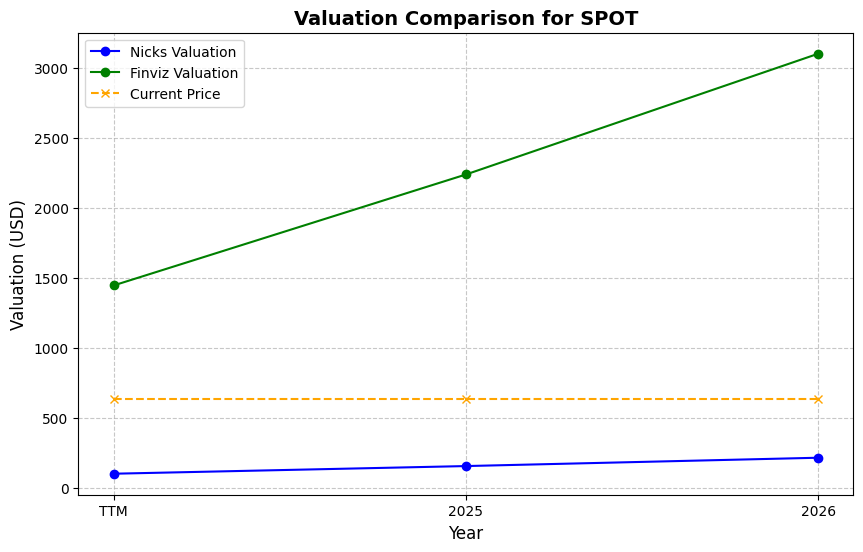 Valuation Comparison for SPOT
Nicks Valuation
Finviz Valuation
Current Price
Valuation (USD)
3000
2500
2000
1500
1000
500
0
TTM
2025
2026
Year